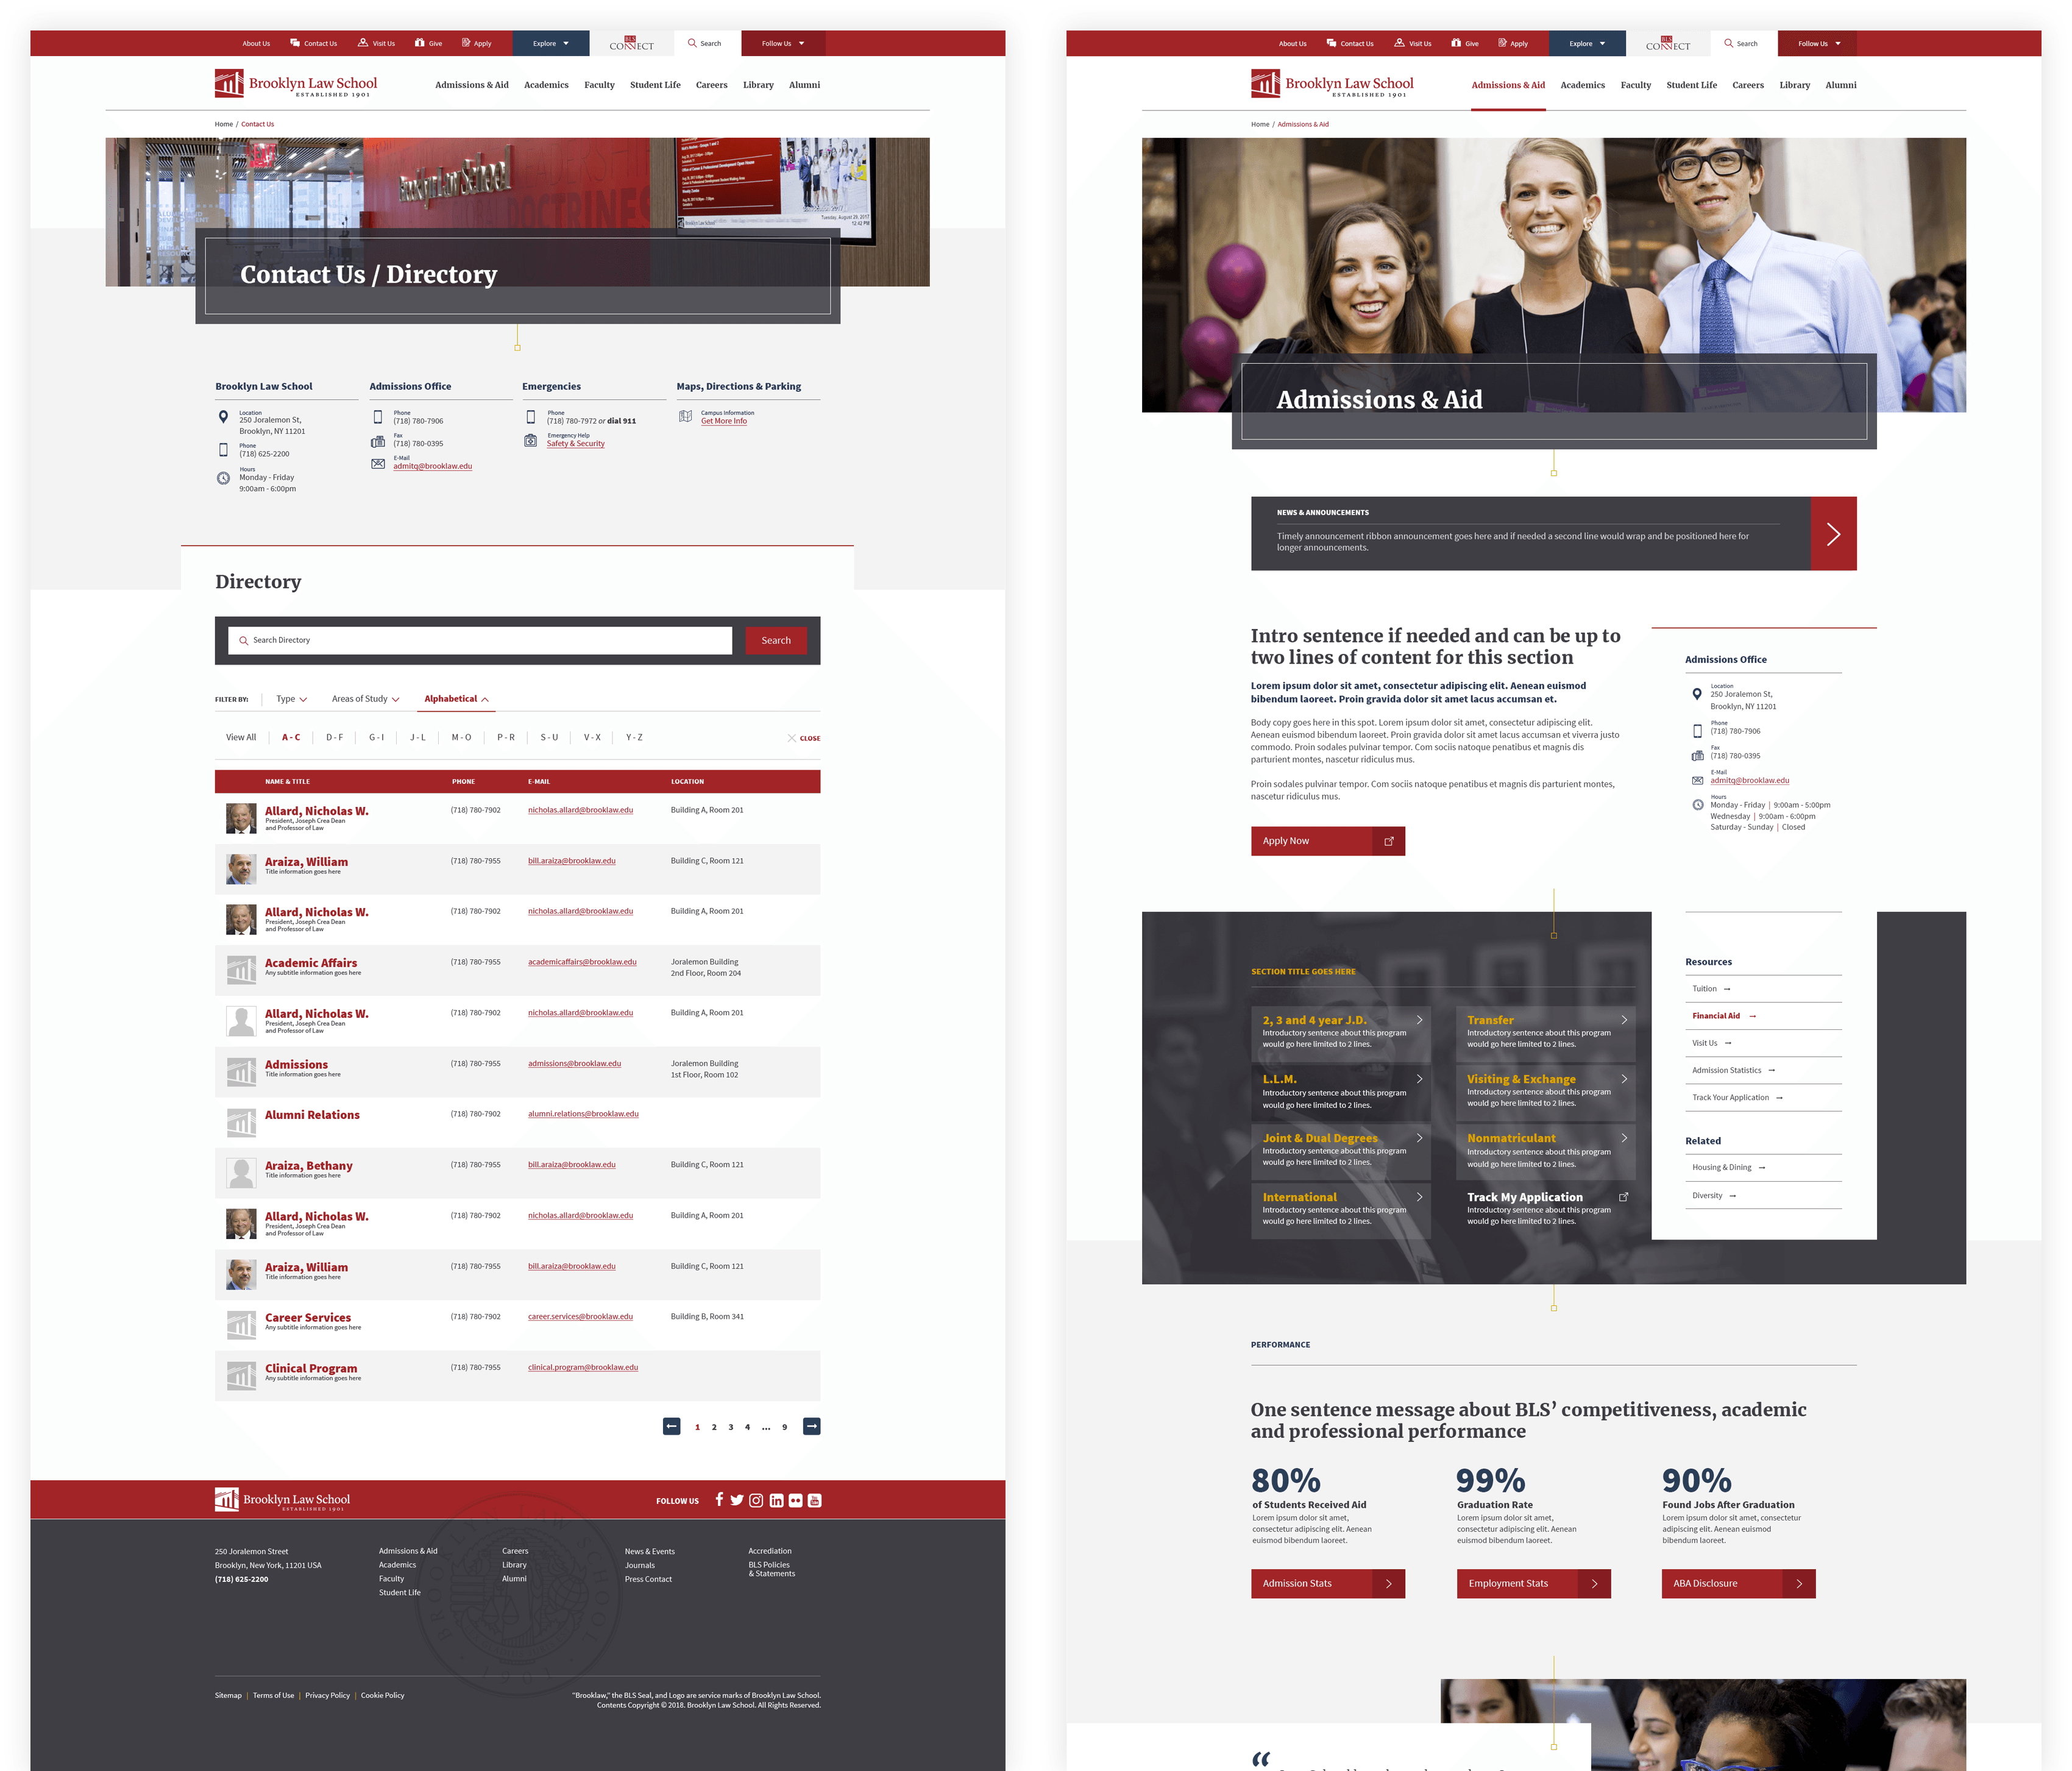 About Us
Contact Us
Visit Us
Give
Apply
Explore
BLS
CONNECT
Search
Follow Us
Brooklyn Law School
ESTABLISHED 1901
Admissions & Aid
Academics
Faculty
Student Life
Careers
Library
Alumni
Home / Contact Us
Brooklyn Law School
Tuesday, August 29, 2017
12:42 PM
Contact Us / Directory
Brooklyn Law School
Location
250 Joralemon St,
Brooklyn, NY 11201
Phone
(718) 625-2200
Hours
Monday - Friday
9:00am - 6:00pm
Admissions Office
Phone
(718) 780-7906
Fax
(718) 780-0395
E-Mail
admitq@brooklaw.edu
Emergencies
Phone
(718) 780-7972 or dial 911
Emergency Help
Safety & Security
Maps, Directions & Parking
Campus Information
Get More Info
Directory
Search Directory
Search
FILTER BY:
Type
Areas of Study
Alphabetical
View All
A - C
D - F
G - I
J - L
M - O
P - R
S - U
V - X
Y - Z
CLOSE
NAME & TITLE PHONE E-MAIL LOCATION
Allard, Nicholas W. (718) 780-7902 nicholas.allard@brooklaw.edu Building A, Room 201
President, Joseph Crea Dean
and Professor of Law
Araiza, William (718) 780-7955 bill.araiza@brooklaw.edu Building C, Room 121
Title information goes here
Allard, Nicholas W. (718) 780-7902 nicholas.allard@brooklaw.edu Building A, Room 201
President, Joseph Crea Dean
and Professor of Law
Academic Affairs (718) 780-7955 academicaffairs@brooklaw.edu Joralemon Building
Any subtitle information goes here 2nd Floor, Room 204
Allard, Nicholas W. (718) 780-7902 nicholas.allard@brooklaw.edu Building A, Room 201
President, Joseph Crea Dean
and Professor of Law
Admissions (718) 780-7955 admissions@brooklaw.edu Joralemon Building
Title information goes here 1st Floor, Room 102
Alumni Relations (718) 780-7902 alumni.relations@brooklaw.edu
Araiza, Bethany (718) 780-7955 bill.araiza@brooklaw.edu Building C, Room 121
Title information goes here
Allard, Nicholas W. (718) 780-7902 nicholas.allard@brooklaw.edu Building A, Room 201
President, Joseph Crea Dean
and Professor of Law
Araiza, William (718) 780-7955 bill.araiza@brooklaw.edu Building C, Room 121
Title information goes here
Career Services (718) 780-7902 career.services@brooklaw.edu Building B, Room 341
Any subtitle information goes here
Clinical Program (718) 780-7955 clinical.program@brooklaw.edu
Any subtitle information goes here
1 2 3 4 ... 9
Brooklyn Law School
ESTABLISHED 1901
FOLLOW US
250 Joralemon Street
Brooklyn, New York, 11201 USA
(718) 625-2200
Admissions & Aid
Academics
Faculty
Student Life
Careers
Library
Alumni
News & Events
Journals
Press Contact
Accrediation
BLS Policies
& Statements
Sitemap | Terms of Use | Privacy Policy | Cookie Policy
"Brooklaw," the BLS Seal, and Logo are service marks of Brooklyn Law School.
Contents Copyright © 2018. Brooklyn Law School. All Rights Reserved.
About Us
Contact Us
Visit Us
Give
Apply
Explore
BLS
CONNECT
Search
Follow Us
Brooklyn Law School
ESTABLISHED 1901
Admissions & Aid
Academics
Faculty
Student Life
Careers
Library
Alumni
Home / Admissions & Aid
Admissions & Aid
NEWS & ANNOUNCEMENTS
Timely announcement ribbon announcement goes here and if needed a second line would wrap and be positioned here for
longer announcements.
Intro sentence if needed and can be up to
two lines of content for this section
Lorem ipsum dolor sit amet, consectetur adipiscing elit. Aenean euismod
bibendum laoreet. Proin gravida dolor sit amet lacus accumsan et.
Body copy goes here in this spot. Lorem ipsum dolor sit amet, consectetur adipiscing elit.
Aenean euismod bibendum laoreet. Proin gravida dolor sit amet lacus accumsan et viverra justo
commodo. Proin sodales pulvinar tempor. Com sociis natoque penatibus et magnis dis
parturient montes, nascetur ridiculus mus.
Proin sodales pulvinar tempor. Com sociis natoque penatibus et magnis dis parturient montes,
nascetur ridiculus mus.
Apply Now
Admissions Office
Location
250 Joralemon St,
Brooklyn, NY 11201
Phone
(718) 780-7906
Fax
(718) 780-0395
E-Mail
admitq@brooklaw.edu
Hours
Monday - Friday | 9:00am - 5:00pm
Wednesday | 9:00am - 6:00pm
Saturday - Sunday | Closed
SECTION TITLE GOES HERE
2, 3 and 4 year J.D.
Introductory sentence about this program
would go here limited to 2 lines.
Transfer
Introductory sentence about this program
would go here limited to 2 lines.
L.L.M.
Introductory sentence about this program
would go here limited to 2 lines.
Visiting & Exchange
Introductory sentence about this program
would go here limited to 2 lines.
Joint & Dual Degrees
Introductory sentence about this program
would go here limited to 2 lines.
Nonmatriculant
Introductory sentence about this program
would go here limited to 2 lines.
International
Introductory sentence about this program
would go here limited to 2 lines.
Track My Application
Introductory sentence about this program
would go here limited to 2 lines.
Resources
Tuition
Financial Aid
Visit Us
Admission Statistics
Track Your Application
Related
Housing & Dining
Diversity
PERFORMANCE
One sentence message about BLS’ competitiveness, academic
and professional performance
80%
of Students Received Aid
Lorem ipsum dolor sit amet,
consectetur adipiscing elit. Aenean
euismod bibendum laoreet.
Admission Stats
99%
Graduation Rate
Lorem ipsum dolor sit amet,
consectetur adipiscing elit. Aenean
euismod bibendum laoreet.
Employment Stats
90%
Found Jobs After Graduation
Lorem ipsum dolor sit amet, consectetur
adipiscing elit. Aenean euismod
bibendum laoreet.
ABA Disclosure
“